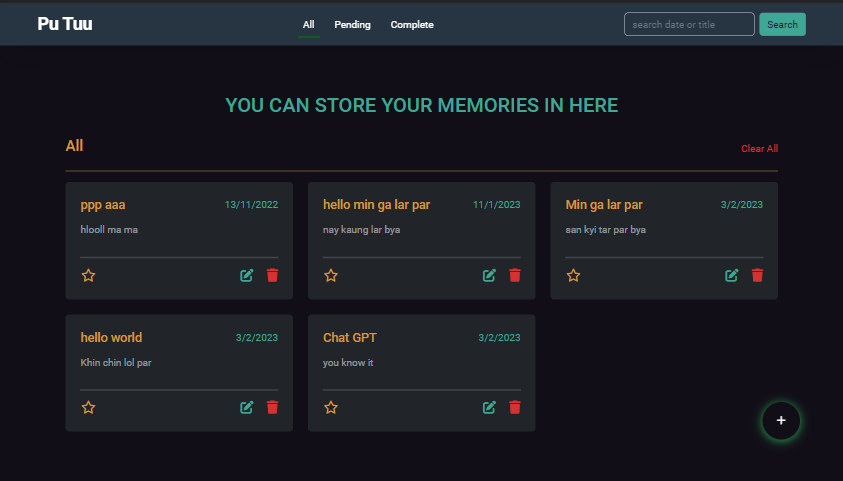 Pu Tuu
All Pending Complete
search date or title Search
YOU CAN STORE YOUR MEMORIES IN HERE
All
Clear All
ppp aaa 13/11/2022
hlooll ma ma
hello min ga lar par 11/1/2023
nay kaung lar bya
Min ga lar par 3/2/2023
san kyi tar par bya
hello world 3/2/2023
Khin chin lol par
Chat GPT 3/2/2023
you know it
+